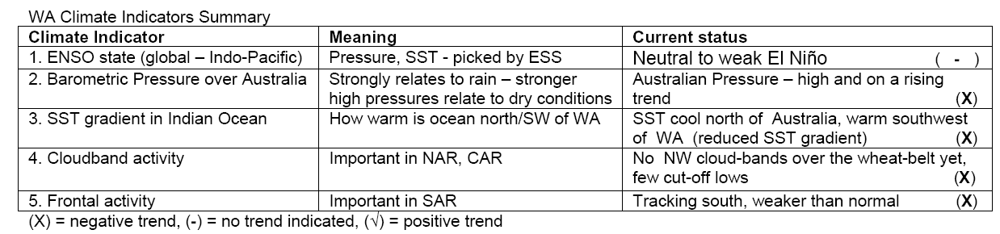 WA Climate Indicators Summary
Climate Indicator Meaning Current status
1. ENSO state (global – Indo-Pacific) Pressure, SST - picked by ESS Neutral to weak El Niño ( - )
2. Barometric Pressure over Australia Strongly relates to rain – stronger Australian Pressure – high and on a rising
high pressures relate to dry conditions trend (X)
3. SST gradient in Indian Ocean How warm is ocean north/SW of WA SST cool north of Australia, warm southwest
of WA (reduced SST gradient) (X)
4. Cloudband activity Important in NAR, CAR No NW cloud-bands over the wheat-belt yet,
few cut-off lows (X)
5. Frontal activity Important in SAR Tracking south, weaker than normal (X)
(X) = negative trend, (-) = no trend indicated, (√) = positive trend